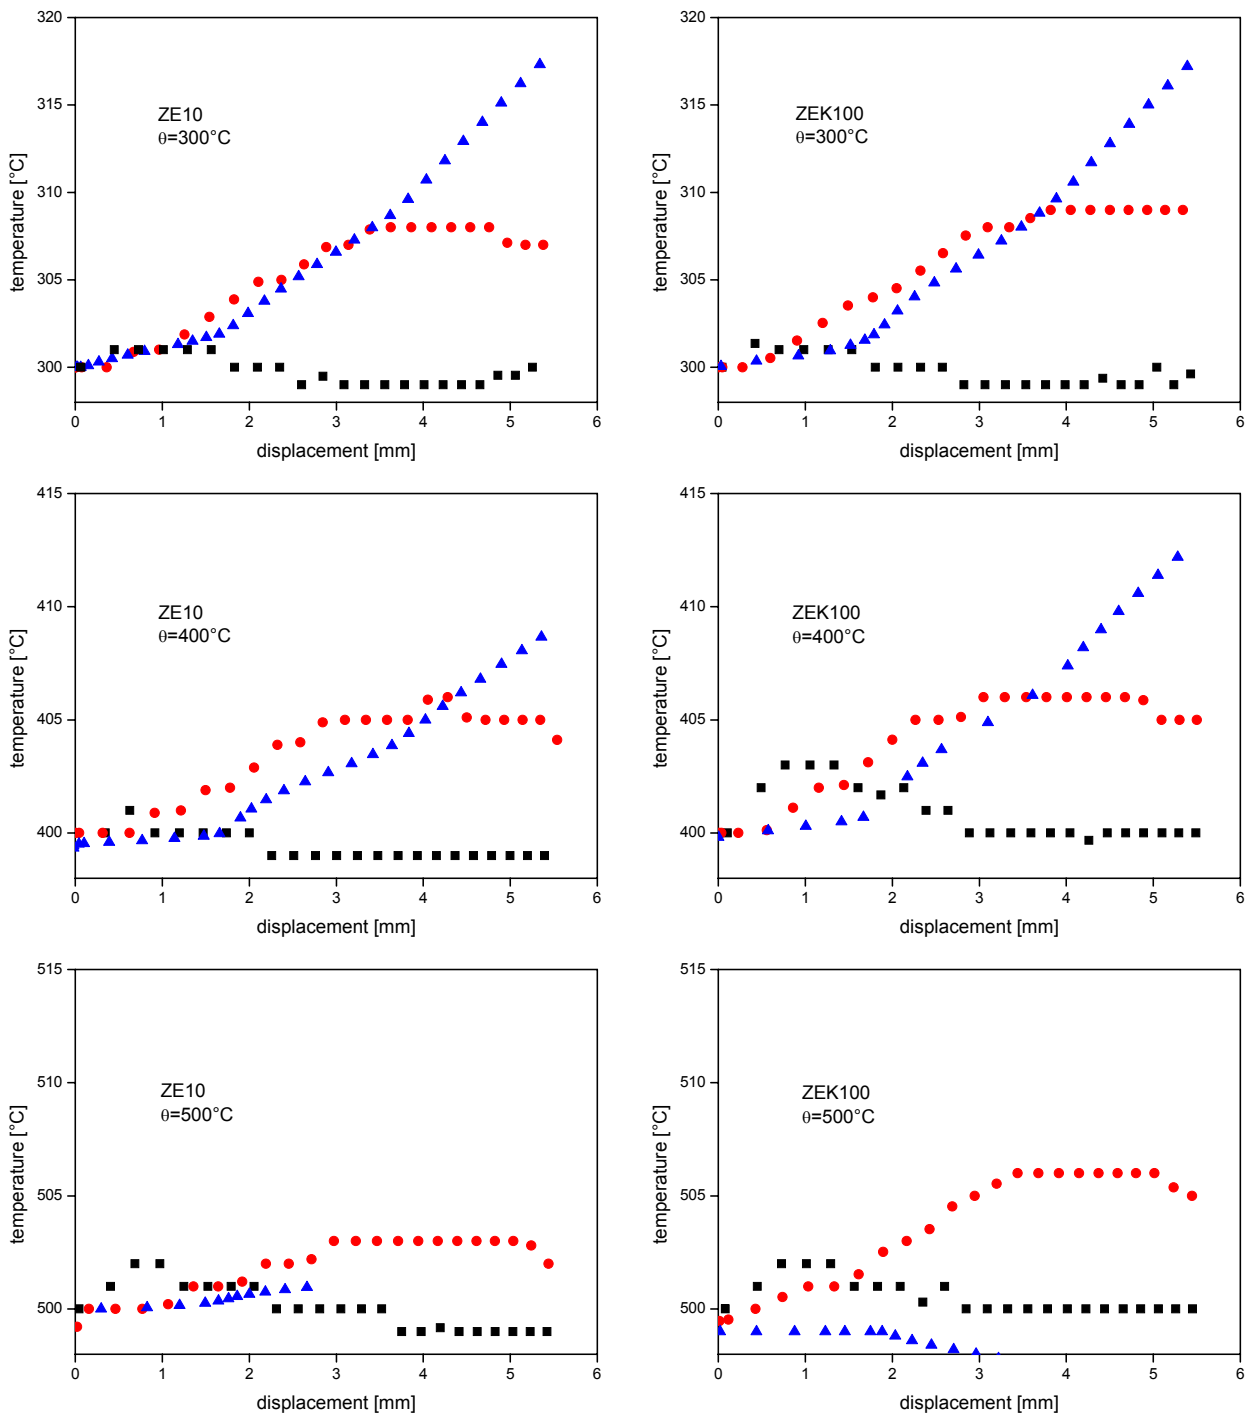 320
315
310
305
300
temperature [°C]
ZE10
θ=300°C
0 1 2 3 4 5 6
displacement [mm]
320
315
310
305
300
temperature [°C]
ZEK100
θ=300°C
0 1 2 3 4 5 6
displacement [mm]
415
410
405
400
temperature [°C]
ZE10
θ=400°C
0 1 2 3 4 5 6
displacement [mm]
415
410
405
400
temperature [°C]
ZEK100
θ=400°C
0 1 2 3 4 5 6
displacement [mm]
515
510
505
500
temperature [°C]
ZE10
θ=500°C
0 1 2 3 4 5 6
displacement [mm]
515
510
505
500
temperature [°C]
ZEK100
θ=500°C
0 1 2 3 4 5 6
displacement [mm]